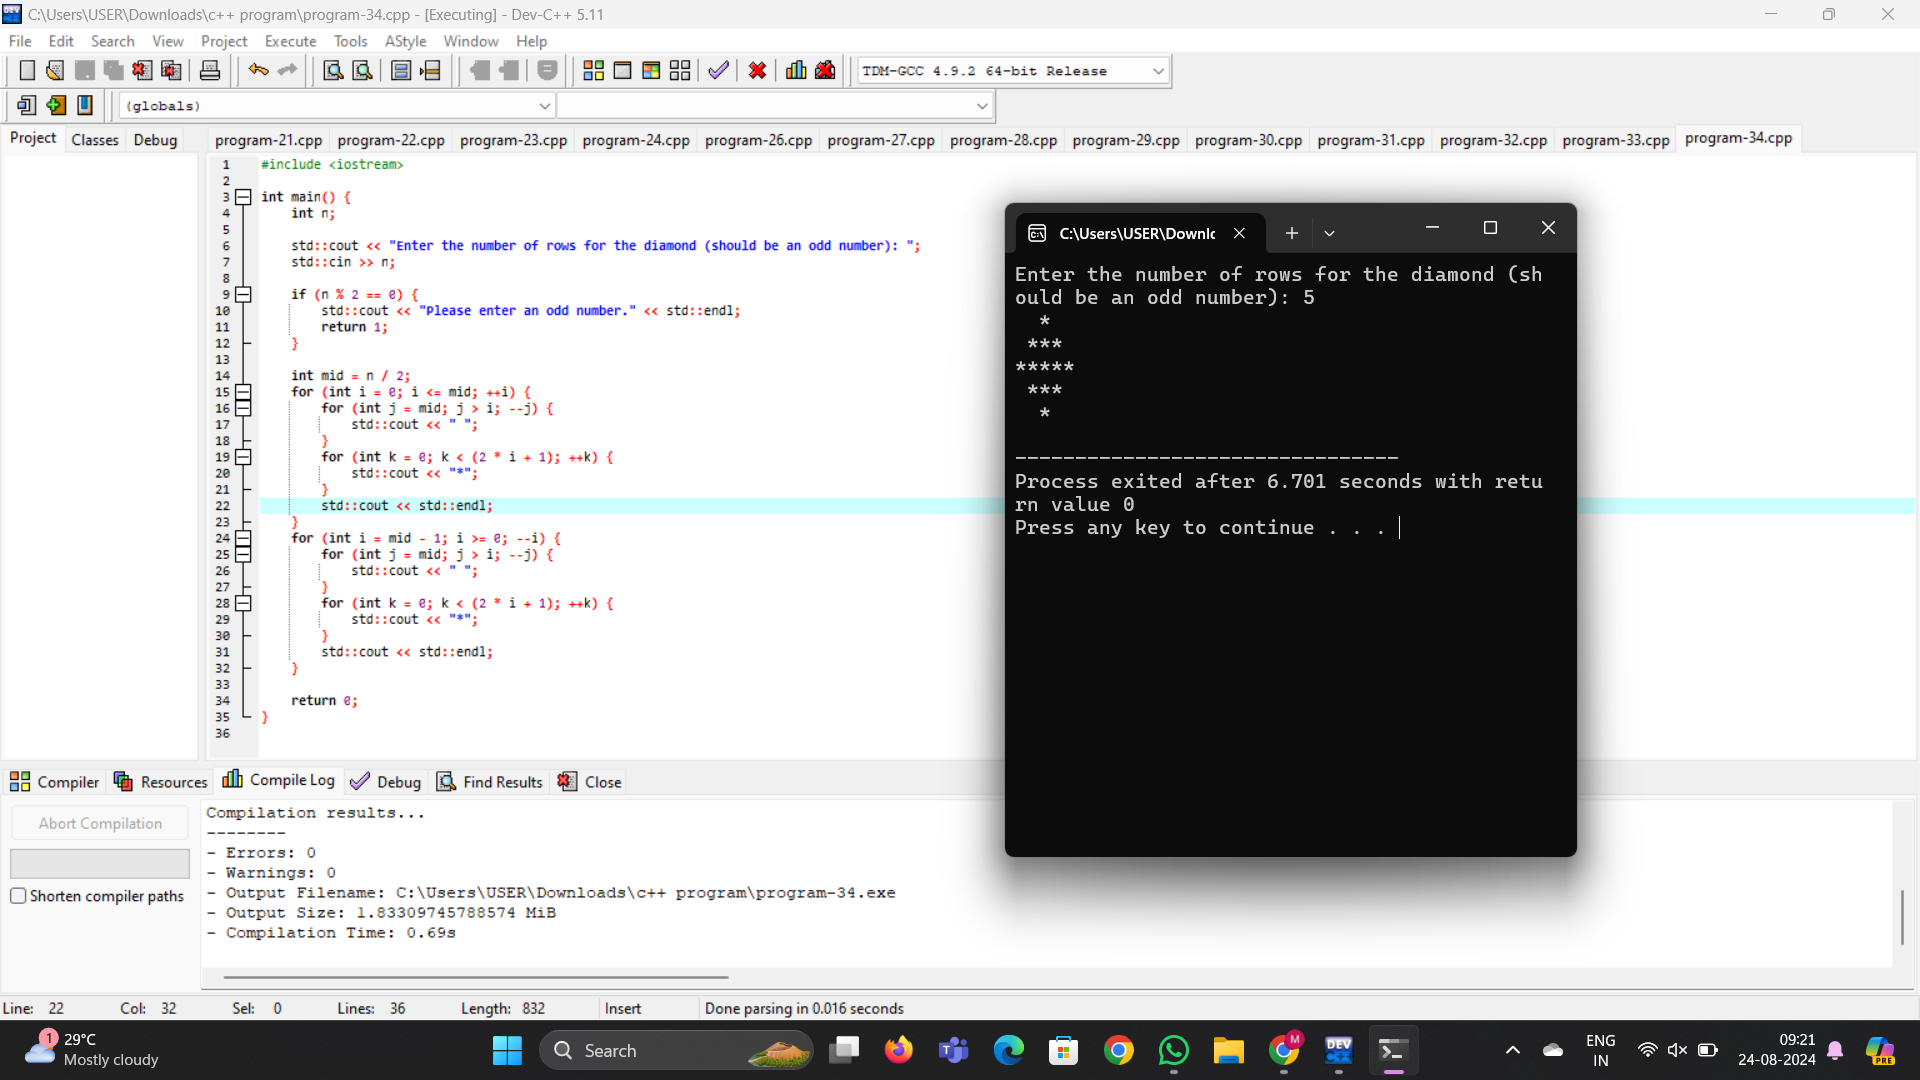 C:\Users\USER\Downloads\c++ program\program-34.cpp - [Executing] - Dev-C++ 5.11
File Edit Search View Project Execute Tools AStyle Window Help
TDM-GCC 4.9.2 64-bit Release
(globals)
Project Classes Debug
program-21.cpp program-22.cpp program-23.cpp program-24.cpp program-26.cpp program-27.cpp program-28.cpp program-29.cpp program-30.cpp program-31.cpp program-32.cpp program-33.cpp program-34.cpp
1 #include <iostream>
2
3 int main() {
4 int n;
5
6 std::cout << "Enter the number of rows for the diamond (should be an odd number): ";
7 std::cin >> n;
8
9 if (n % 2 == 0) {
10 std::cout << "Please enter an odd number." << std::endl;
11 return 1;
12 }
13
14 int mid = n / 2;
15 for (int i = 0; i <= mid; ++i) {
16 for (int j = mid; j > i; --j) {
17 std::cout << " ";
18 }
19 for (int k = 0; k < (2 * i + 1); ++k) {
20 std::cout << "*";
21 }
22 std::cout << std::endl;
23 }
24 for (int i = mid - 1; i >= 0; --i) {
25 for (int j = mid; j > i; --j) {
26 std::cout << " ";
27 }
28 for (int k = 0; k < (2 * i + 1); ++k) {
29 std::cout << "*";
30 }
31 std::cout << std::endl;
32 }
33
34 return 0;
35 }
36
C:\Users\USER\Downlc
Enter the number of rows for the diamond (sh
ould be an odd number): 5
  *
 ***
*****
 ***
  *
--------------------------------
Process exited after 6.701 seconds with retu
rn value 0
Press any key to continue . . .
Compiler Resources Compile Log Debug Find Results Close
Abort Compilation
Shorten compiler paths
Compilation results...
--------
- Errors: 0
- Warnings: 0
- Output Filename: C:\Users\USER\Downloads\c++ program\program-34.exe
- Output Size: 1.83309745788574 MiB
- Compilation Time: 0.69s
Line: 22 Col: 32 Sel: 0 Lines: 36 Length: 832 Insert Done parsing in 0.016 seconds
1
29°C
Mostly cloudy
Search
M
DEV
ENG
IN
09:21
24-08-2024
PRE